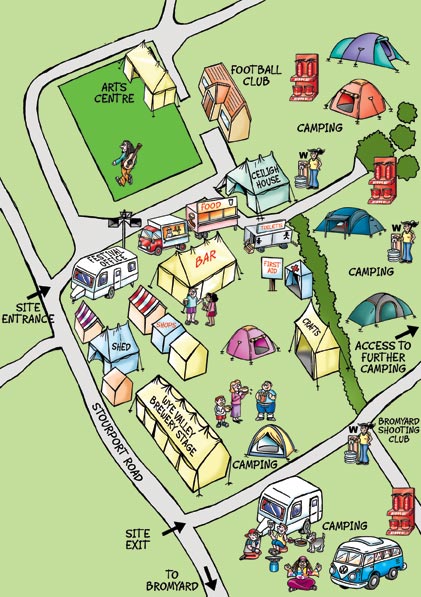 ARTS
CENTRE
FOOTBALL
CLUB
CAMPING
W
CEILIGH
HOUSE
FOOD
TOILETS
FESTIVAL
OFFICE
BAR
FIRST
AID
W
CAMPING
SITE
ENTRANCE
SHOPS
SHED
CRAFTS
ACCESS TO
FURTHER
CAMPING
WYE VALLEY
BREWERY STAGE
STOURPORT ROAD
CAMPING
W
BROMYARD
SHOOTING
CLUB
CAMPING
SITE
EXIT
TO
BROMYARD